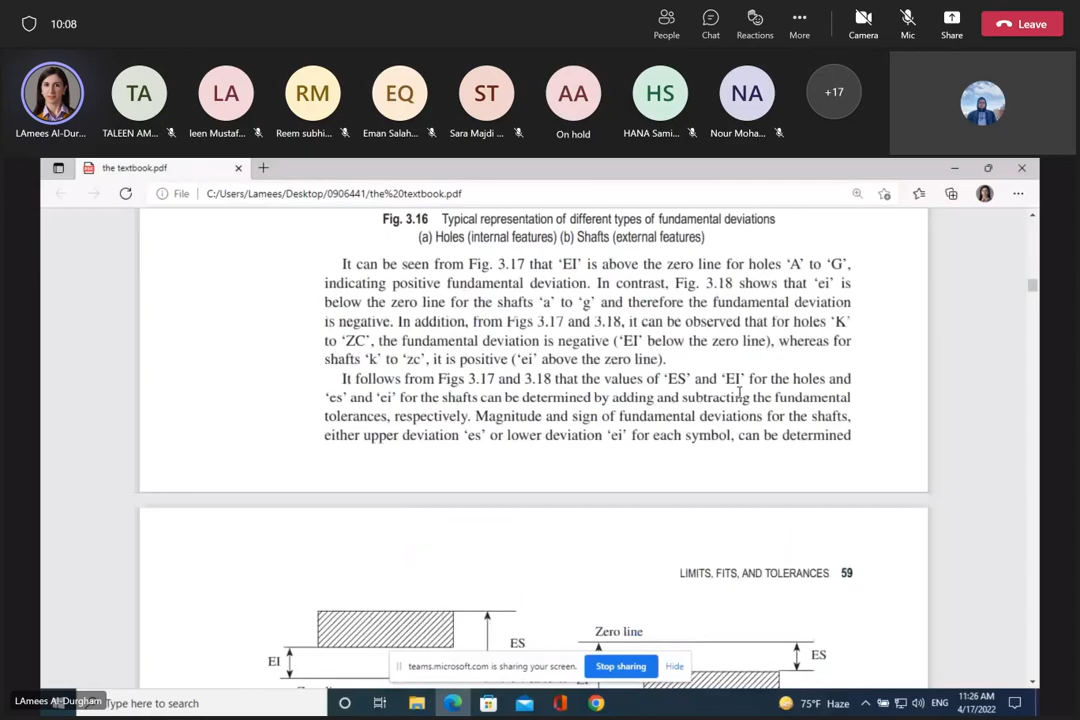 10:08
People
Chat
Reactions
More
Camera
Mic
Share
Leave
TA
LA
RM
EQ
ST
AA
HS
NA
+17
LAmees Al-Dur...
TALEEN AM...
leen Mustaf...
Reem subhi...
Eman Salah...
Sara Majdi ...
On hold
HANA Sami...
Nour Moha...
the textbook.pdf
File
C:/Users/Lamees/Desktop/0906441/the%20textbook.pdf
Fig. 3.16 Typical representation of different types of fundamental deviations
(a) Holes (internal features) (b) Shafts (external features)
It can be seen from Fig. 3.17 that ‘EI’ is above the zero line for holes ‘A’ to ‘G’,
indicating positive fundamental deviation. In contrast, Fig. 3.18 shows that ‘ei’ is
below the zero line for the shafts ‘a’ to ‘g’ and therefore the fundamental deviation
is negative. In addition, from Figs 3.17 and 3.18, it can be observed that for holes ‘K’
to ‘ZC’, the fundamental deviation is negative (‘EI’ below the zero line), whereas for
shafts ‘k’ to ‘zc’, it is positive (‘ei’ above the zero line).
It follows from Figs 3.17 and 3.18 that the values of ‘ES’ and ‘EI’ for the holes and
‘es’ and ‘ei’ for the shafts can be determined by adding and subtracting the fundamental
tolerances, respectively. Magnitude and sign of fundamental deviations for the shafts,
either upper deviation ‘es’ or lower deviation ‘ei’ for each symbol, can be determined
LIMITS, FITS, AND TOLERANCES 59
Zero line
ES
ES
EI
teams.microsoft.com is sharing your screen.
Stop sharing
Hide
LAmees Al-Durgham
Type here to search
75°F Haze
ENG
11:26 AM
4/17/2022